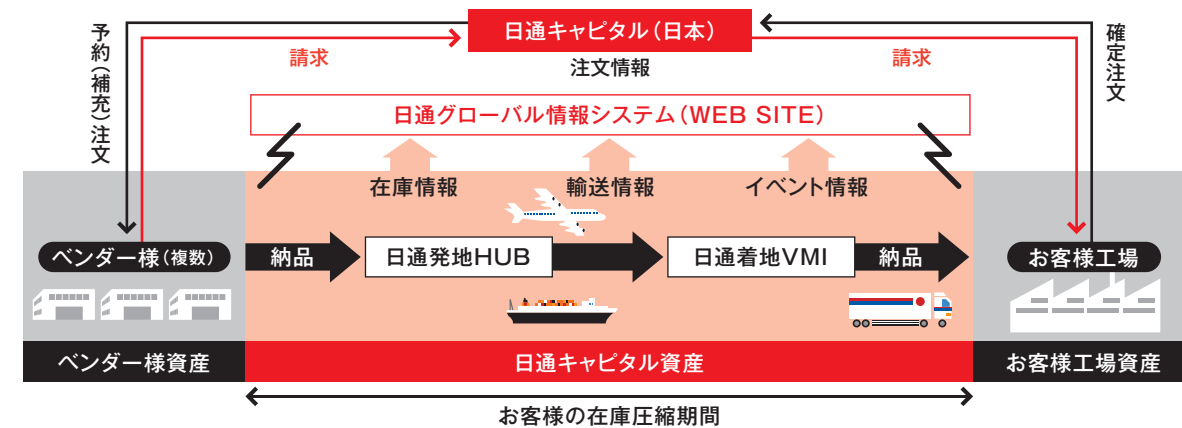 日通キャピタル(日本)
予約(補充)注文
請求
注文情報
請求
確定注文
日通グローバル情報システム(WEB SITE)
在庫情報
輸送情報
イベント情報
ベンダー様(複数)
納品
日通発地HUB
日通着地VMI
納品
お客様工場
ベンダー様資産
日通キャピタル資産
お客様工場資産
お客様の在庫圧縮期間